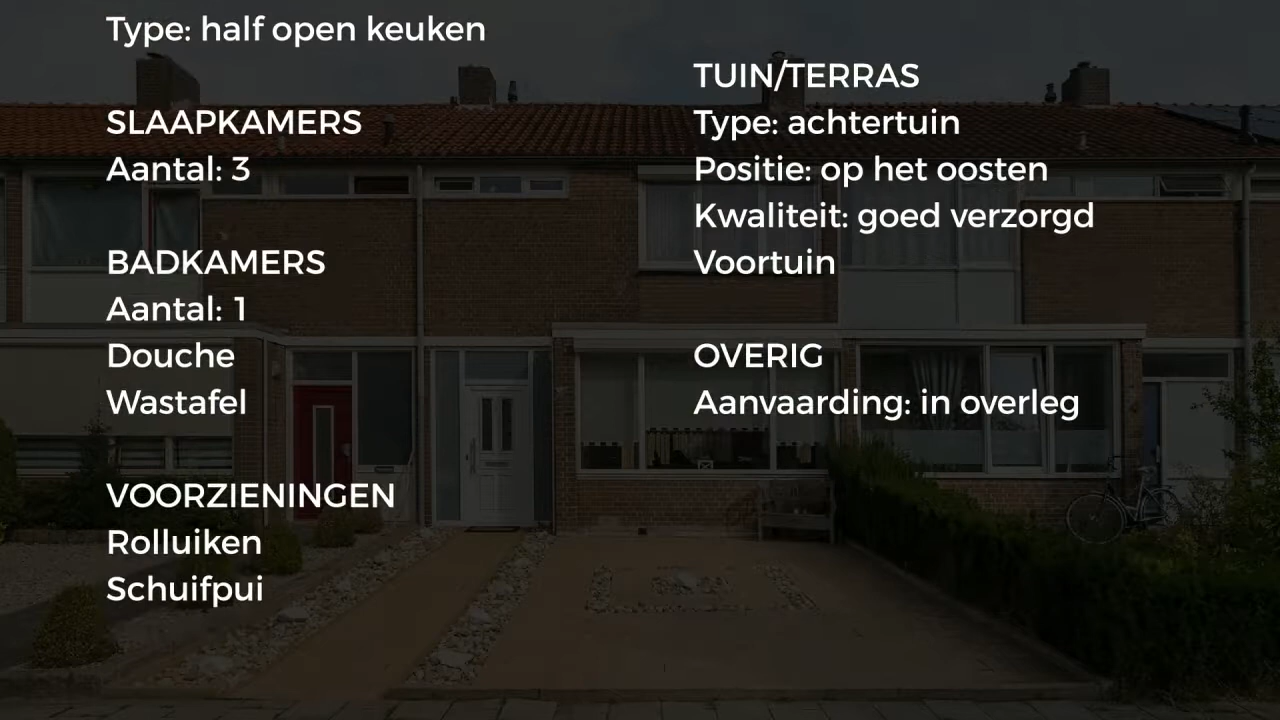 Type: half open keuken
SLAAPKAMERS
Aantal: 3
BADKAMERS
Aantal: 1
Douche
Wastafel
VOORZIENINGEN
Rolluiken
Schuifpui
TUIN/TERRAS
Type: achtertuin
Positie: op het oosten
Kwaliteit: goed verzorgd
Voortuin
OVERIG
Aanvaarding: in overleg